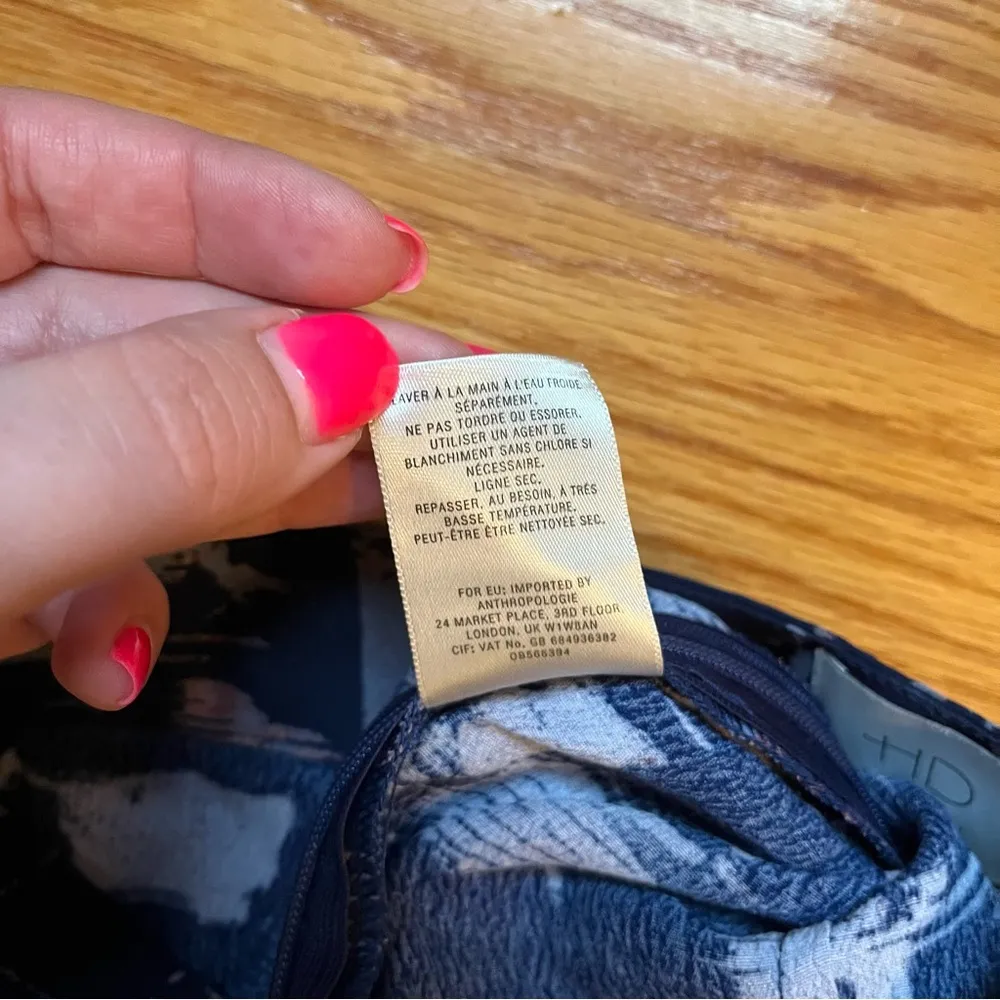 LAVER À LA MAIN À L'EAU FROIDE
SÉPARÉMENT.
NE PAS TORDRE OU ESSORER.
UTILISER UN AGENT DE
BLANCHIMENT SANS CHLORE SI
NÉCESSAIRE.
LIGNE SEC.
REPASSER, AU BESOIN, À TRÉS
BASSE TEMPÉRATURE.
PEUT-ÊTRE ÊTRE NETTOYÉE SEC.
FOR EU: IMPORTED BY
ANTHROPOLOGIE
24 MARKET PLACE, 3RD FLOOR.
LONDON, UK W1W8AN
CIF: VAT No. GB 684936382
OB566394
HD